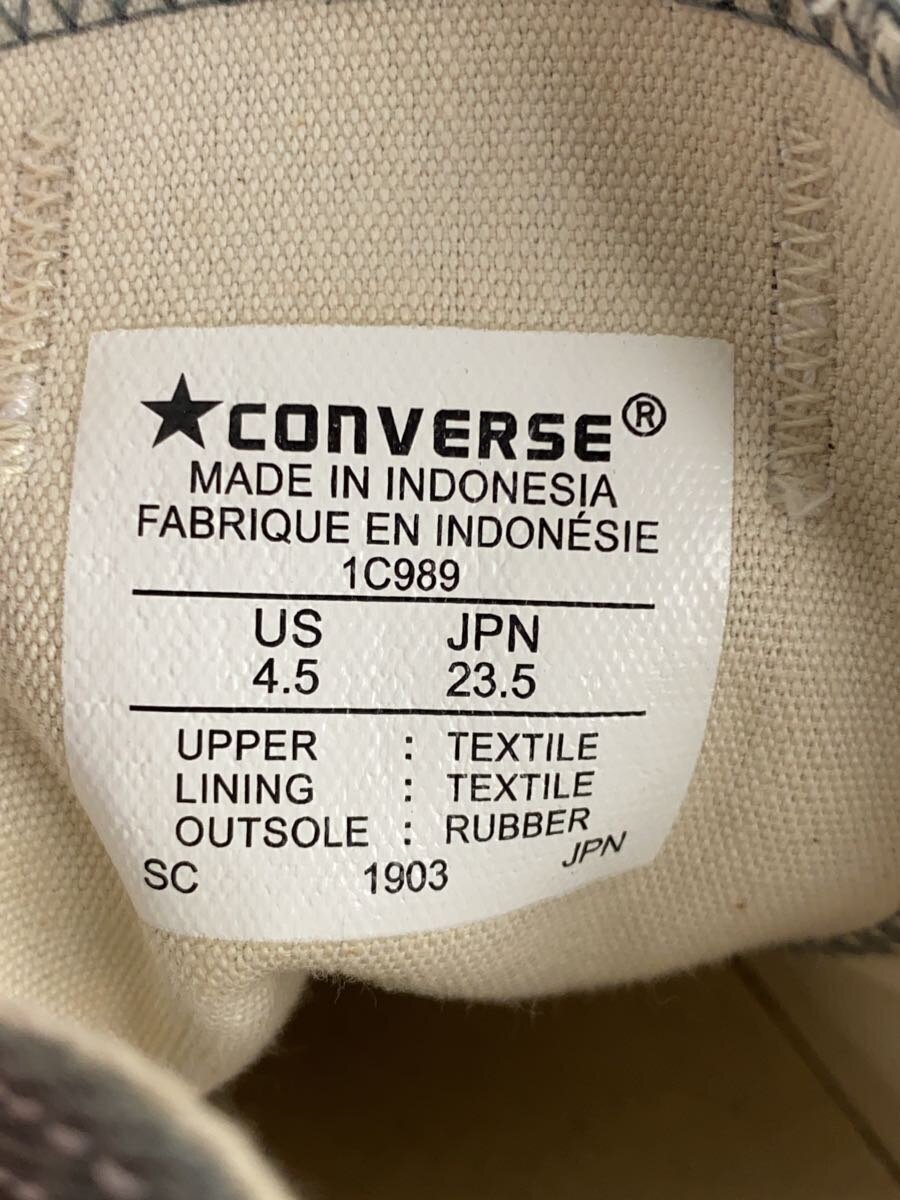 ★CONVERSE®
MADE IN INDONESIA
FABRIQUE EN INDONÉSIE
1C989
US JPN
4.5 23.5
UPPER : TEXTILE
LINING : TEXTILE
OUTSOLE : RUBBER
SC 1903 JPN